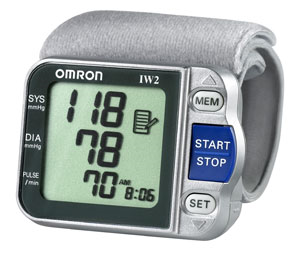 OMRON IW2
SYS
mmHg
118
MEM
DIA
mmHg
78
START
STOP
PULSE
/min
70 AM 8:06
SET